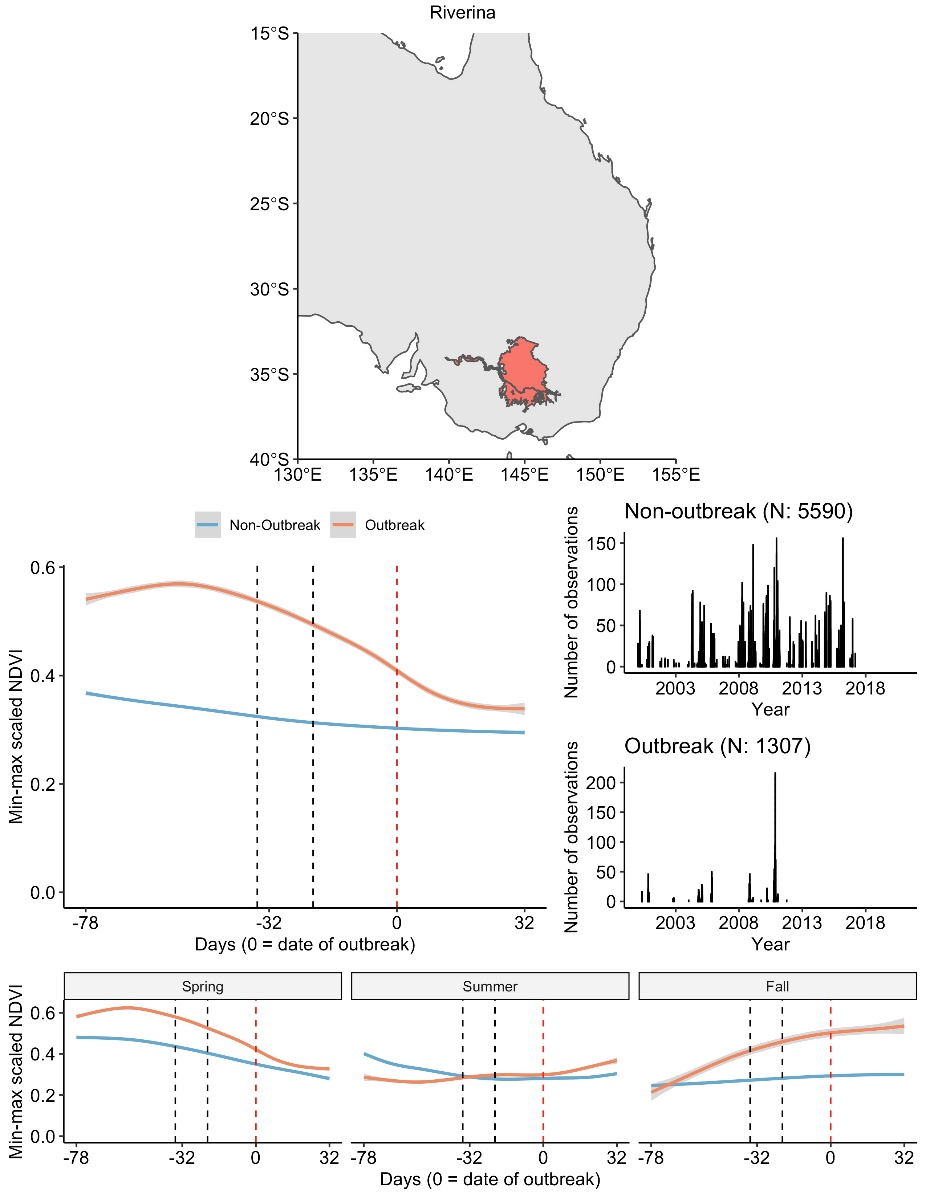 Riverina
15°S
20°S
25°S
30°S
35°S
40°S
130°E 135°E 140°E 145°E 150°E 155°E
Non-Outbreak Outbreak
Min-max scaled NDVI
0.6
0.4
0.2
0.0
-78 -32 0 32
Days (0 = date of outbreak)
Non-outbreak (N: 5590)
Number of observations
150
100
50
0
2003 2008 2013 2018
Year
Outbreak (N: 1307)
Number of observations
200
150
100
50
0
2003 2008 2013 2018
Year
Spring Summer Fall
Min-max scaled NDVI
0.6
0.4
0.2
0.0
-78 -32 0 32 -78 -32 0 32 -78 -32 0 32
Days (0 = date of outbreak)